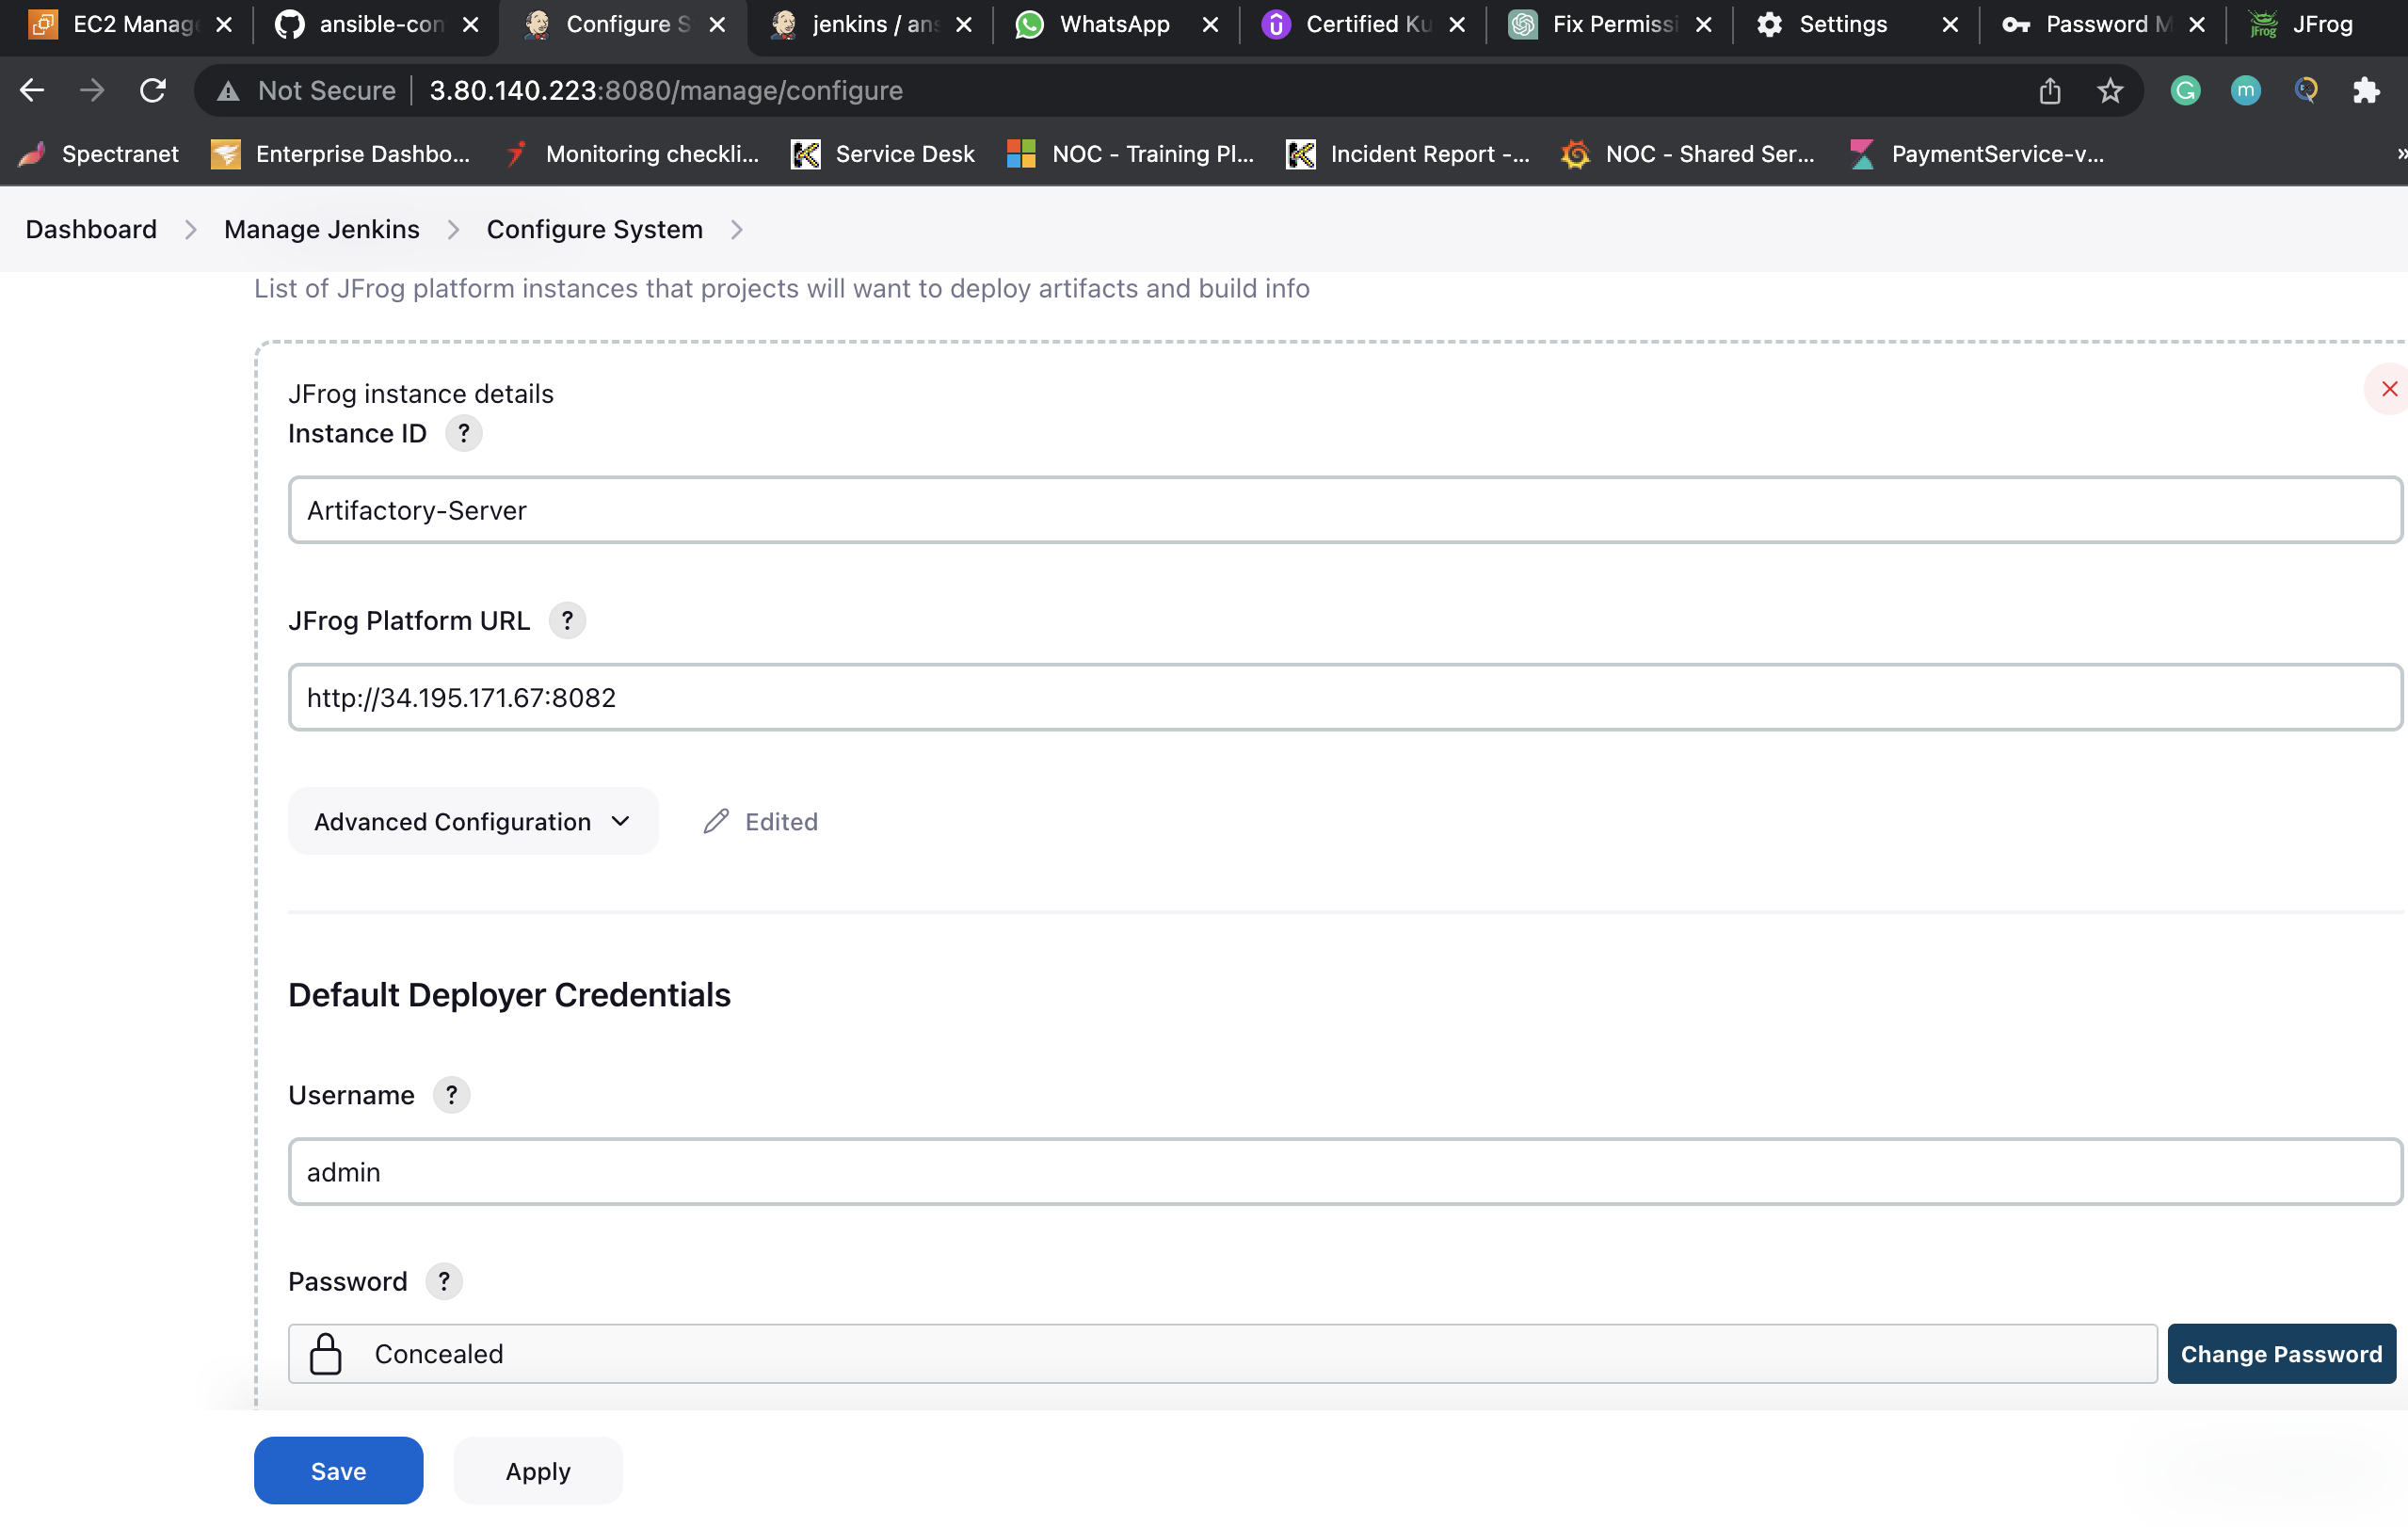 EC2 Manage
ansible-con
Configure S
jenkins / ans
WhatsApp
Certified Ku
Fix Permissi
Settings
Password M
JFrog
JFrog
Not Secure
3.80.140.223:8080/manage/configure
G
m
Spectranet
Enterprise Dashbo...
Monitoring checkli...
Service Desk
NOC - Training Pl...
Incident Report -...
NOC - Shared Ser...
PaymentService-v...
»
Dashboard
Manage Jenkins
Configure System
List of JFrog platform instances that projects will want to deploy artifacts and build info
JFrog instance details
Instance ID ?
Artifactory-Server
JFrog Platform URL ?
http://34.195.171.67:8082
Advanced Configuration
Edited
Default Deployer Credentials
Username ?
admin
Password ?
Concealed
Change Password
Save
Apply